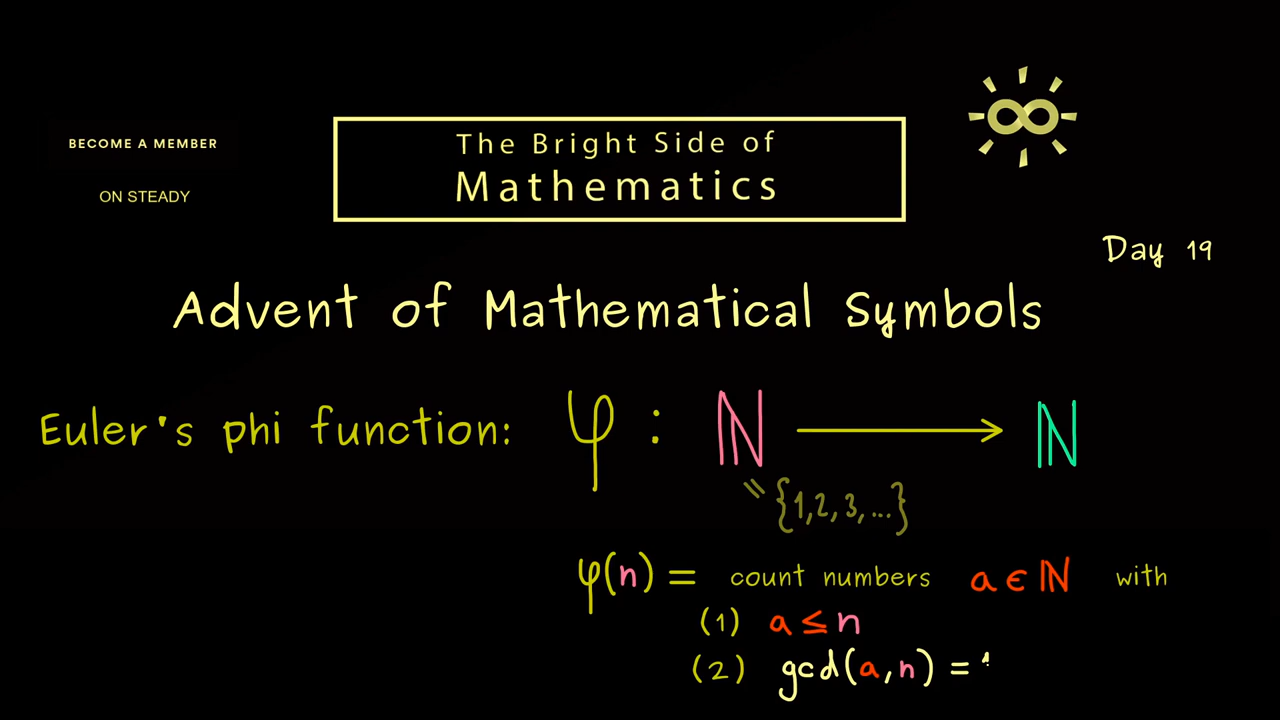 BECOME A MEMBER
ON STEADY
The Bright Side of
Mathematics
Day 19
Advent of Mathematical Symbols
Euler's phi function: φ : ℕ ⟶ ℕ
= {1,2,3,...}
φ(n) = count numbers a ∈ ℕ with
(1) a ≤ n
(2) gcd(a,n) =